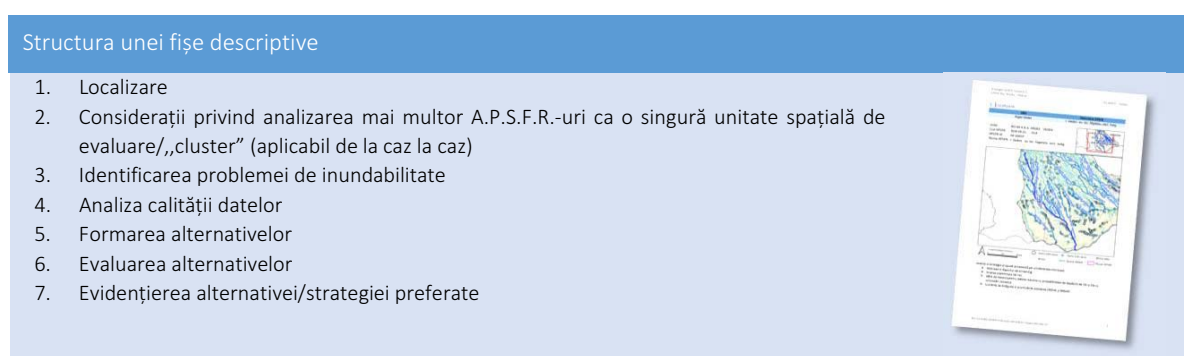 Structura unei fișe descriptive
1. Localizare
2. Considerații privind analizarea mai multor A.P.S.F.R.-uri ca o singură unitate spațială de
evaluare/,,cluster” (aplicabil de la caz la caz)
3. Identificarea problemei de inundabilitate
4. Analiza calității datelor
5. Formarea alternativelor
6. Evaluarea alternativelor
7. Evidențierea alternativei/strategiei preferate